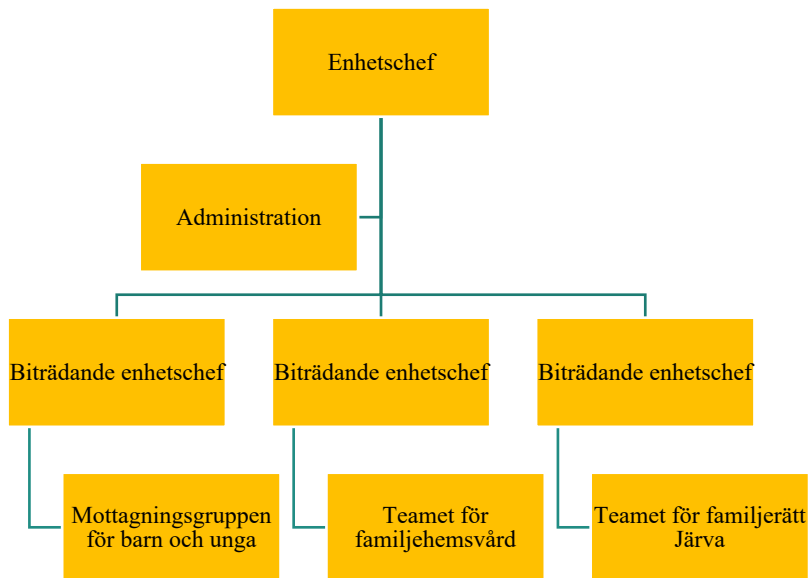 Enhetschef
Administration
Biträdande enhetschef
Biträdande enhetschef
Biträdande enhetschef
Mottagningsgruppen
för barn och unga
Teamet för
familjehemsvård
Teamet för familjerätt
Järva